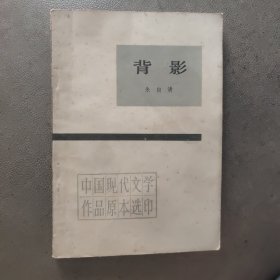 背影
朱自清
中国现代文学
作品原本选印